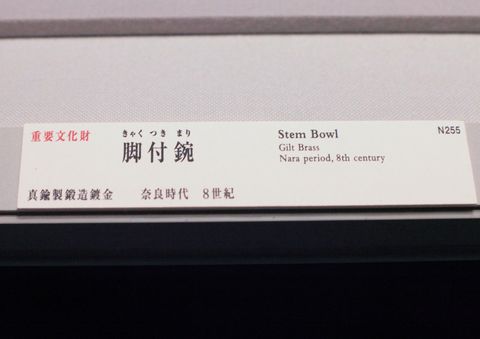 重要文化財
きゃく つき まり
脚付鋺
真鍮製鍛造鍍金 奈良時代 8世紀
Stem Bowl
Gilt Brass
Nara period, 8th century
N255